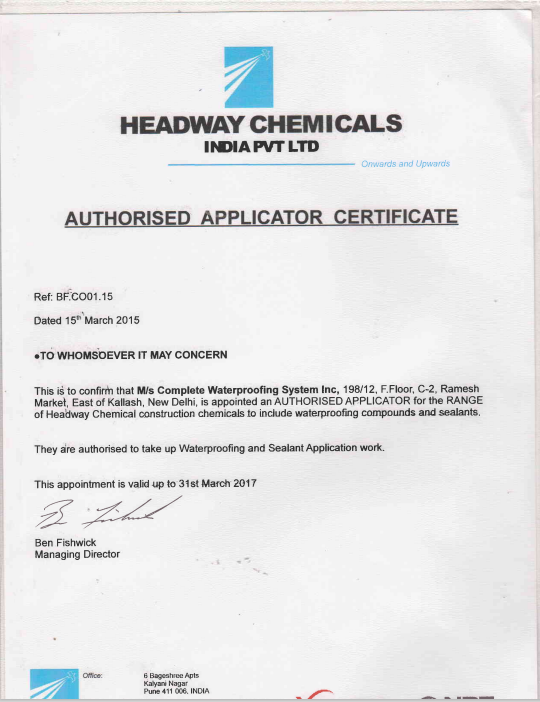 HEADWAY CHEMICALS
INDIA PVT LTD
Onwards and Upwards
AUTHORISED APPLICATOR CERTIFICATE
Ref: BF.CO01.15
Dated 15th March 2015
•TO WHOMSOEVER IT MAY CONCERN
This is to confirm that M/s Complete Waterproofing System Inc, 198/12, F.Floor, C-2, Ramesh
Market, East of Kallash, New Delhi, is appointed an AUTHORISED APPLICATOR for the RANGE
of Headway Chemical construction chemicals to include waterproofing compounds and sealants.
They are authorised to take up Waterproofing and Sealant Application work.
This appointment is valid up to 31st March 2017
Ben Fishwick
Managing Director
Office: 6 Bageshree Apts
Kalyani Nagar
Pune 411 006, INDIA